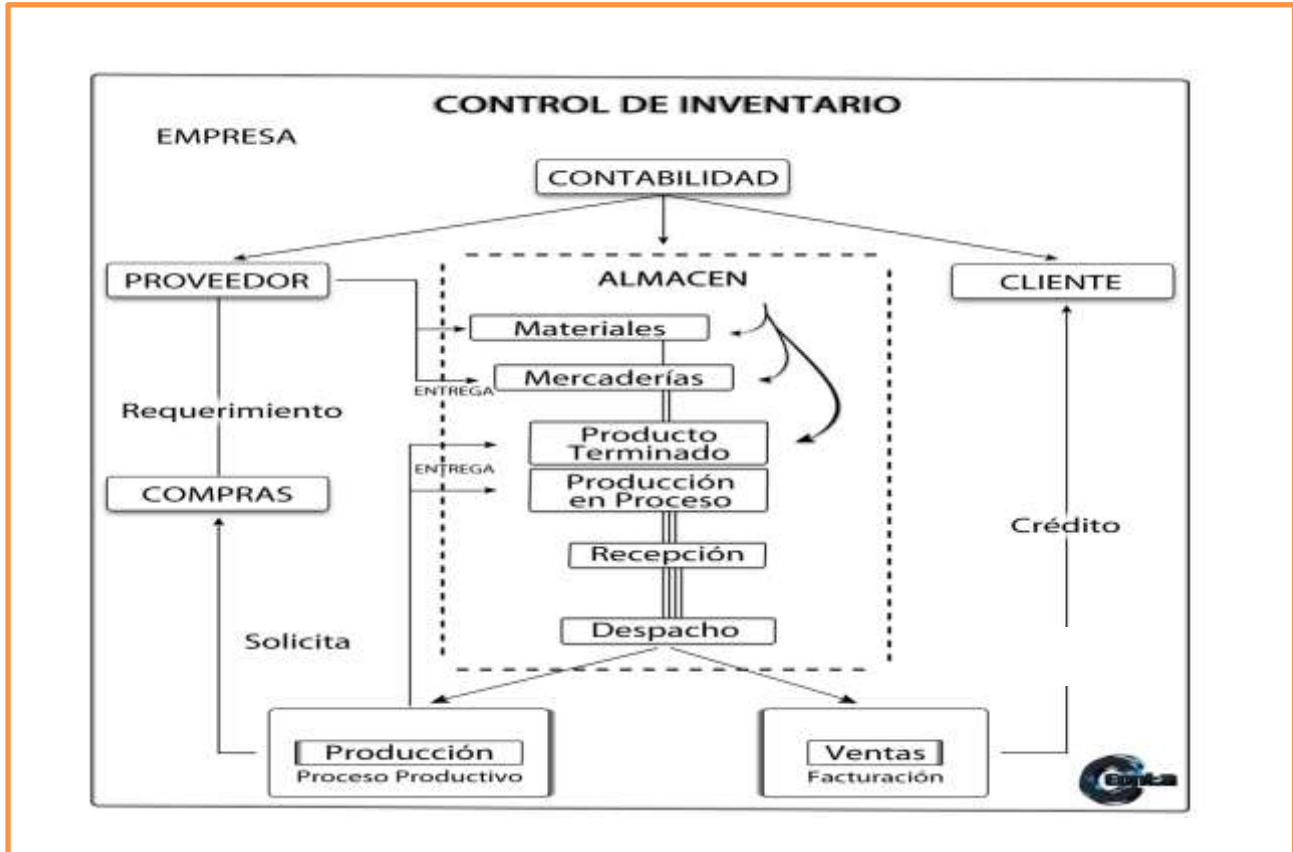 CONTROL DE INVENTARIO
EMPRESA
CONTABILIDAD
PROVEEDOR
ALMACEN
CLIENTE
Materiales
Mercaderías
ENTREGA
Requerimiento
Producto
Terminado
ENTREGA
COMPRAS
Producción
en Proceso
Crédito
Recepción
Despacho
Solicita
Producción
Proceso Productivo
Ventas
Facturación